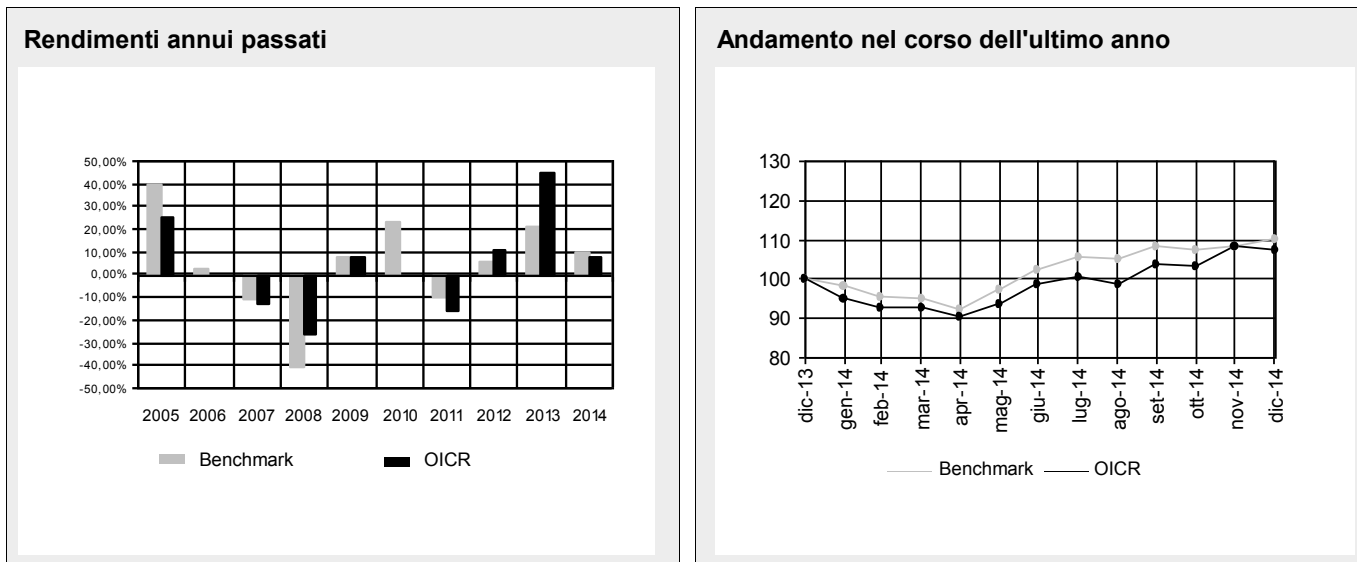 Rendimenti annui passati
50,00%
40,00%
30,00%
20,00%
10,00%
0,00%
-10,00%
-20,00%
-30,00%
-40,00%
-50,00%
2005 2006 2007 2008 2009 2010 2011 2012 2013 2014
Benchmark OICR
Andamento nel corso dell'ultimo anno
130
120
110
100
90
80
dic-13
gen-14
feb-14
mar-14
apr-14
mag-14
giu-14
lug-14
ago-14
set-14
ott-14
nov-14
dic-14
Benchmark OICR